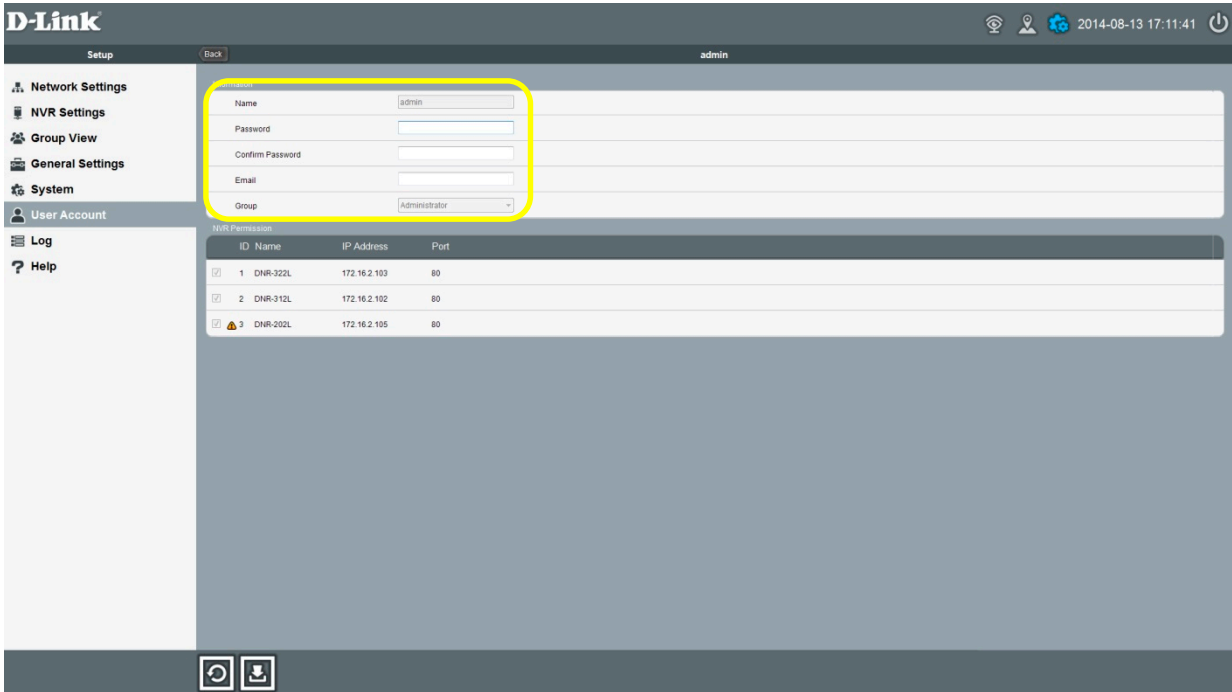 D-Link
2014-08-13 17:11:41
Setup
Back
admin
Network Settings
NVR Settings
Group View
General Settings
System
User Account
Log
Help
Information
Name admin
Password
Confirm Password
Email
Group Administrator
NVR Permission
ID Name IP Address Port
1 DNR-322L 172.16.2.103 80
2 DNR-312L 172.16.2.102 80
3 DNR-202L 172.16.2.105 80